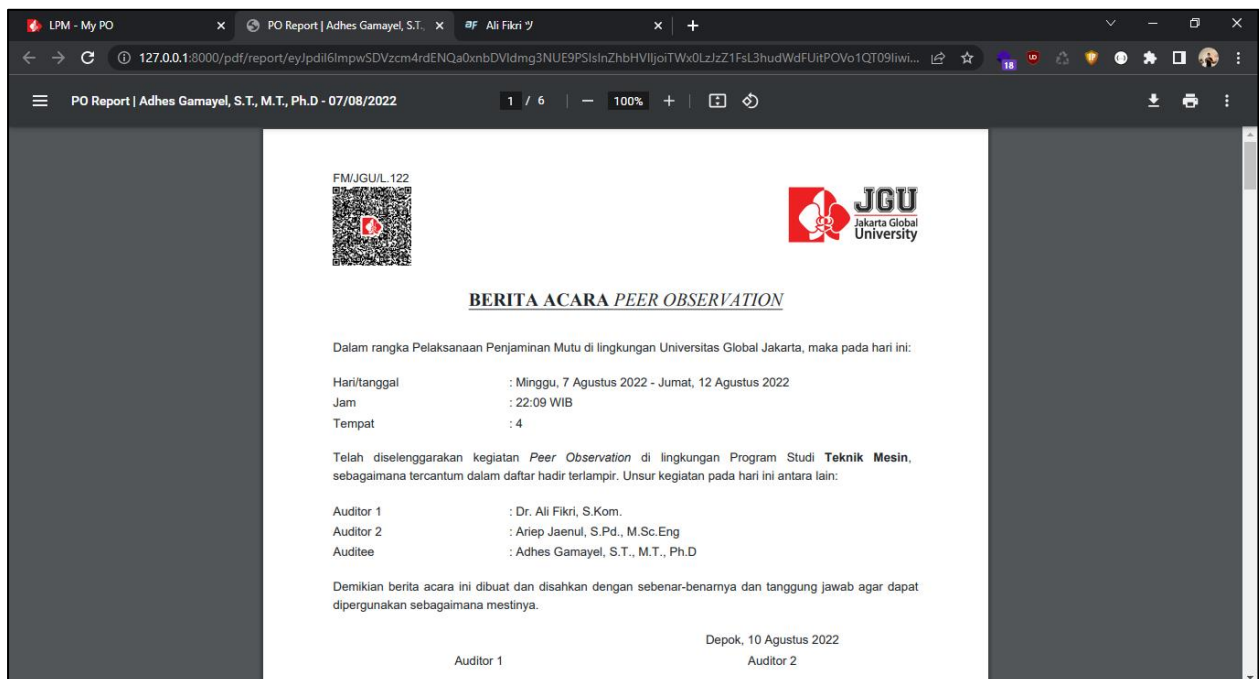 LPM - My PO
PO Report | Adhes Gamayel, S.T.,
Ali Fikri ツ
127.0.0.1:8000/pdf/report/
18
PO Report | Adhes Gamayel, S.T., M.T., Ph.D - 07/08/2022
1 / 6
100%
FM/JGU/L.122
JGU
Jakarta Global
University
BERITA ACARA PEER OBSERVATION
Dalam rangka Pelaksanaan Penjaminan Mutu di lingkungan Universitas Global Jakarta, maka pada hari ini:
Hari/tanggal : Minggu, 7 Agustus 2022 - Jumat, 12 Agustus 2022
Jam : 22:09 WIB
Tempat : 4
Telah diselenggarakan kegiatan Peer Observation di lingkungan Program Studi Teknik Mesin,
sebagaimana tercantum dalam daftar hadir terlampir. Unsur kegiatan pada hari ini antara lain:
Auditor 1 : Dr. Ali Fikri, S.Kom.
Auditor 2 : Ariep Jaenul, S.Pd., M.Sc.Eng
Auditee : Adhes Gamayel, S.T., M.T., Ph.D
Demikian berita acara ini dibuat dan disahkan dengan sebenar-benarnya dan tanggung jawab agar dapat
dipergunakan sebagaimana mestinya.
Depok, 10 Agustus 2022
Auditor 1 Auditor 2